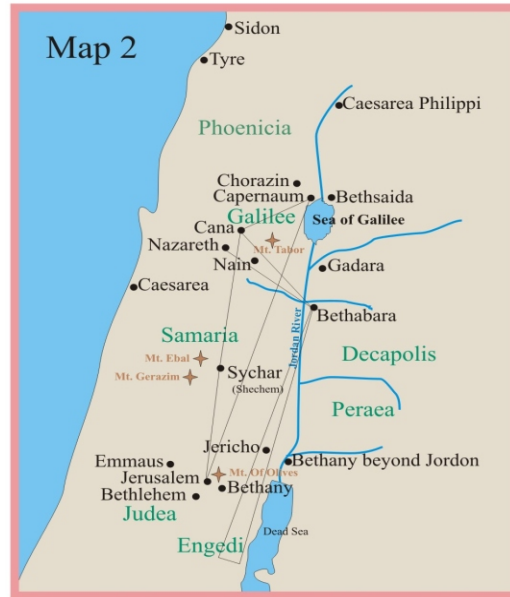 Map 2
Sidon
Tyre
Caesarea Philippi
Phoenicia
Chorazin
Capernaum
Bethsaida
Cana
Galilee
Sea of Galilee
Nazareth
Mt. Tabor
Nain
Gadara
Caesarea
Bethabara
Samaria
Jordan River
Decapolis
Mt. Ebal
Sychar
Mt. Gerazim
(Shechem)
Peraea
Jericho
Emmaus
Bethany beyond Jordon
Mt. Of Olives
Jerusalem
Bethany
Bethlehem
Judea
Dead Sea
Engedi